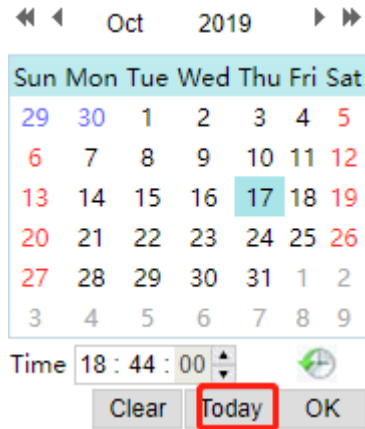 Oct 2019
Sun Mon Tue Wed Thu Fri Sat
29 30 1 2 3 4 5
6 7 8 9 10 11 12
13 14 15 16 17 18 19
20 21 22 23 24 25 26
27 28 29 30 31 1 2
3 4 5 6 7 8 9
Time 18 : 44 : 00
Clear Today OK